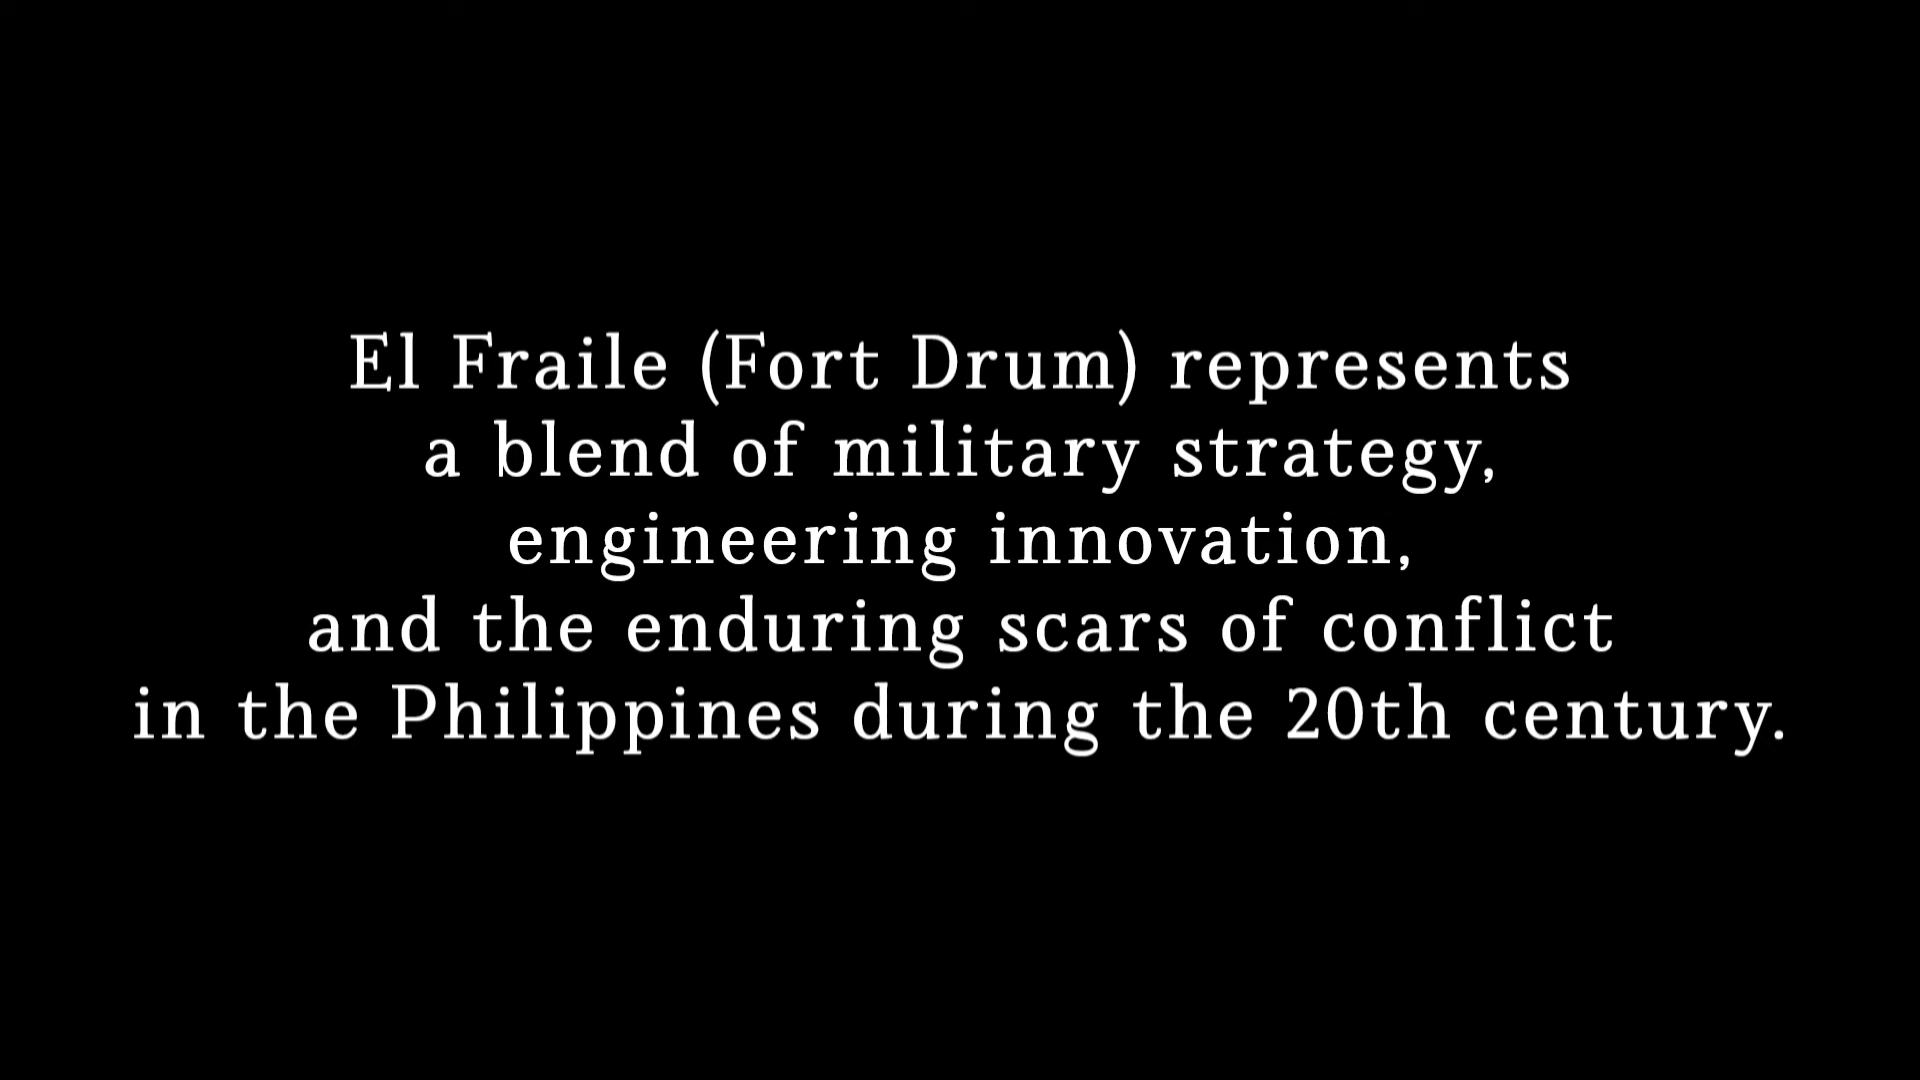 El Fraile (Fort Drum) represents
a blend of military strategy,
engineering innovation,
and the enduring scars of conflict
in the Philippines during the 20th century.